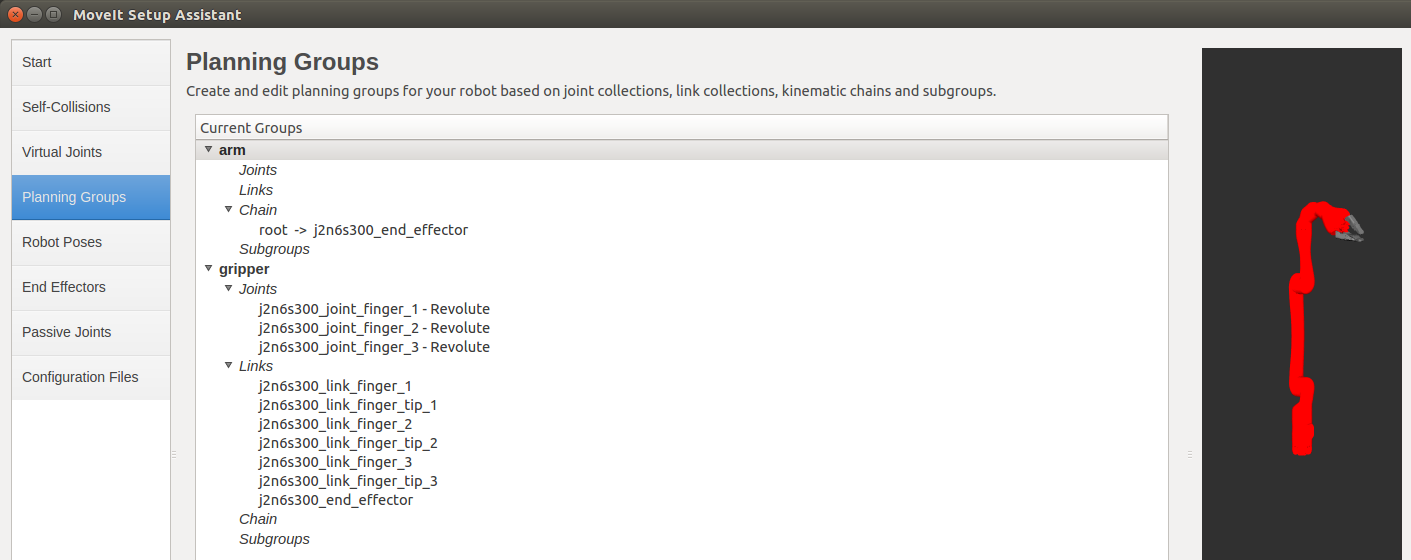 MoveIt Setup Assistant
Start
Self-Collisions
Virtual Joints
Planning Groups
Robot Poses
End Effectors
Passive Joints
Configuration Files
Planning Groups
Create and edit planning groups for your robot based on joint collections, link collections, kinematic chains and subgroups.
Current Groups
arm
Joints
Links
Chain
root -> j2n6s300_end_effector
Subgroups
gripper
Joints
j2n6s300_joint_finger_1 - Revolute
j2n6s300_joint_finger_2 - Revolute
j2n6s300_joint_finger_3 - Revolute
Links
j2n6s300_link_finger_1
j2n6s300_link_finger_tip_1
j2n6s300_link_finger_2
j2n6s300_link_finger_tip_2
j2n6s300_link_finger_3
j2n6s300_link_finger_tip_3
j2n6s300_end_effector
Chain
Subgroups